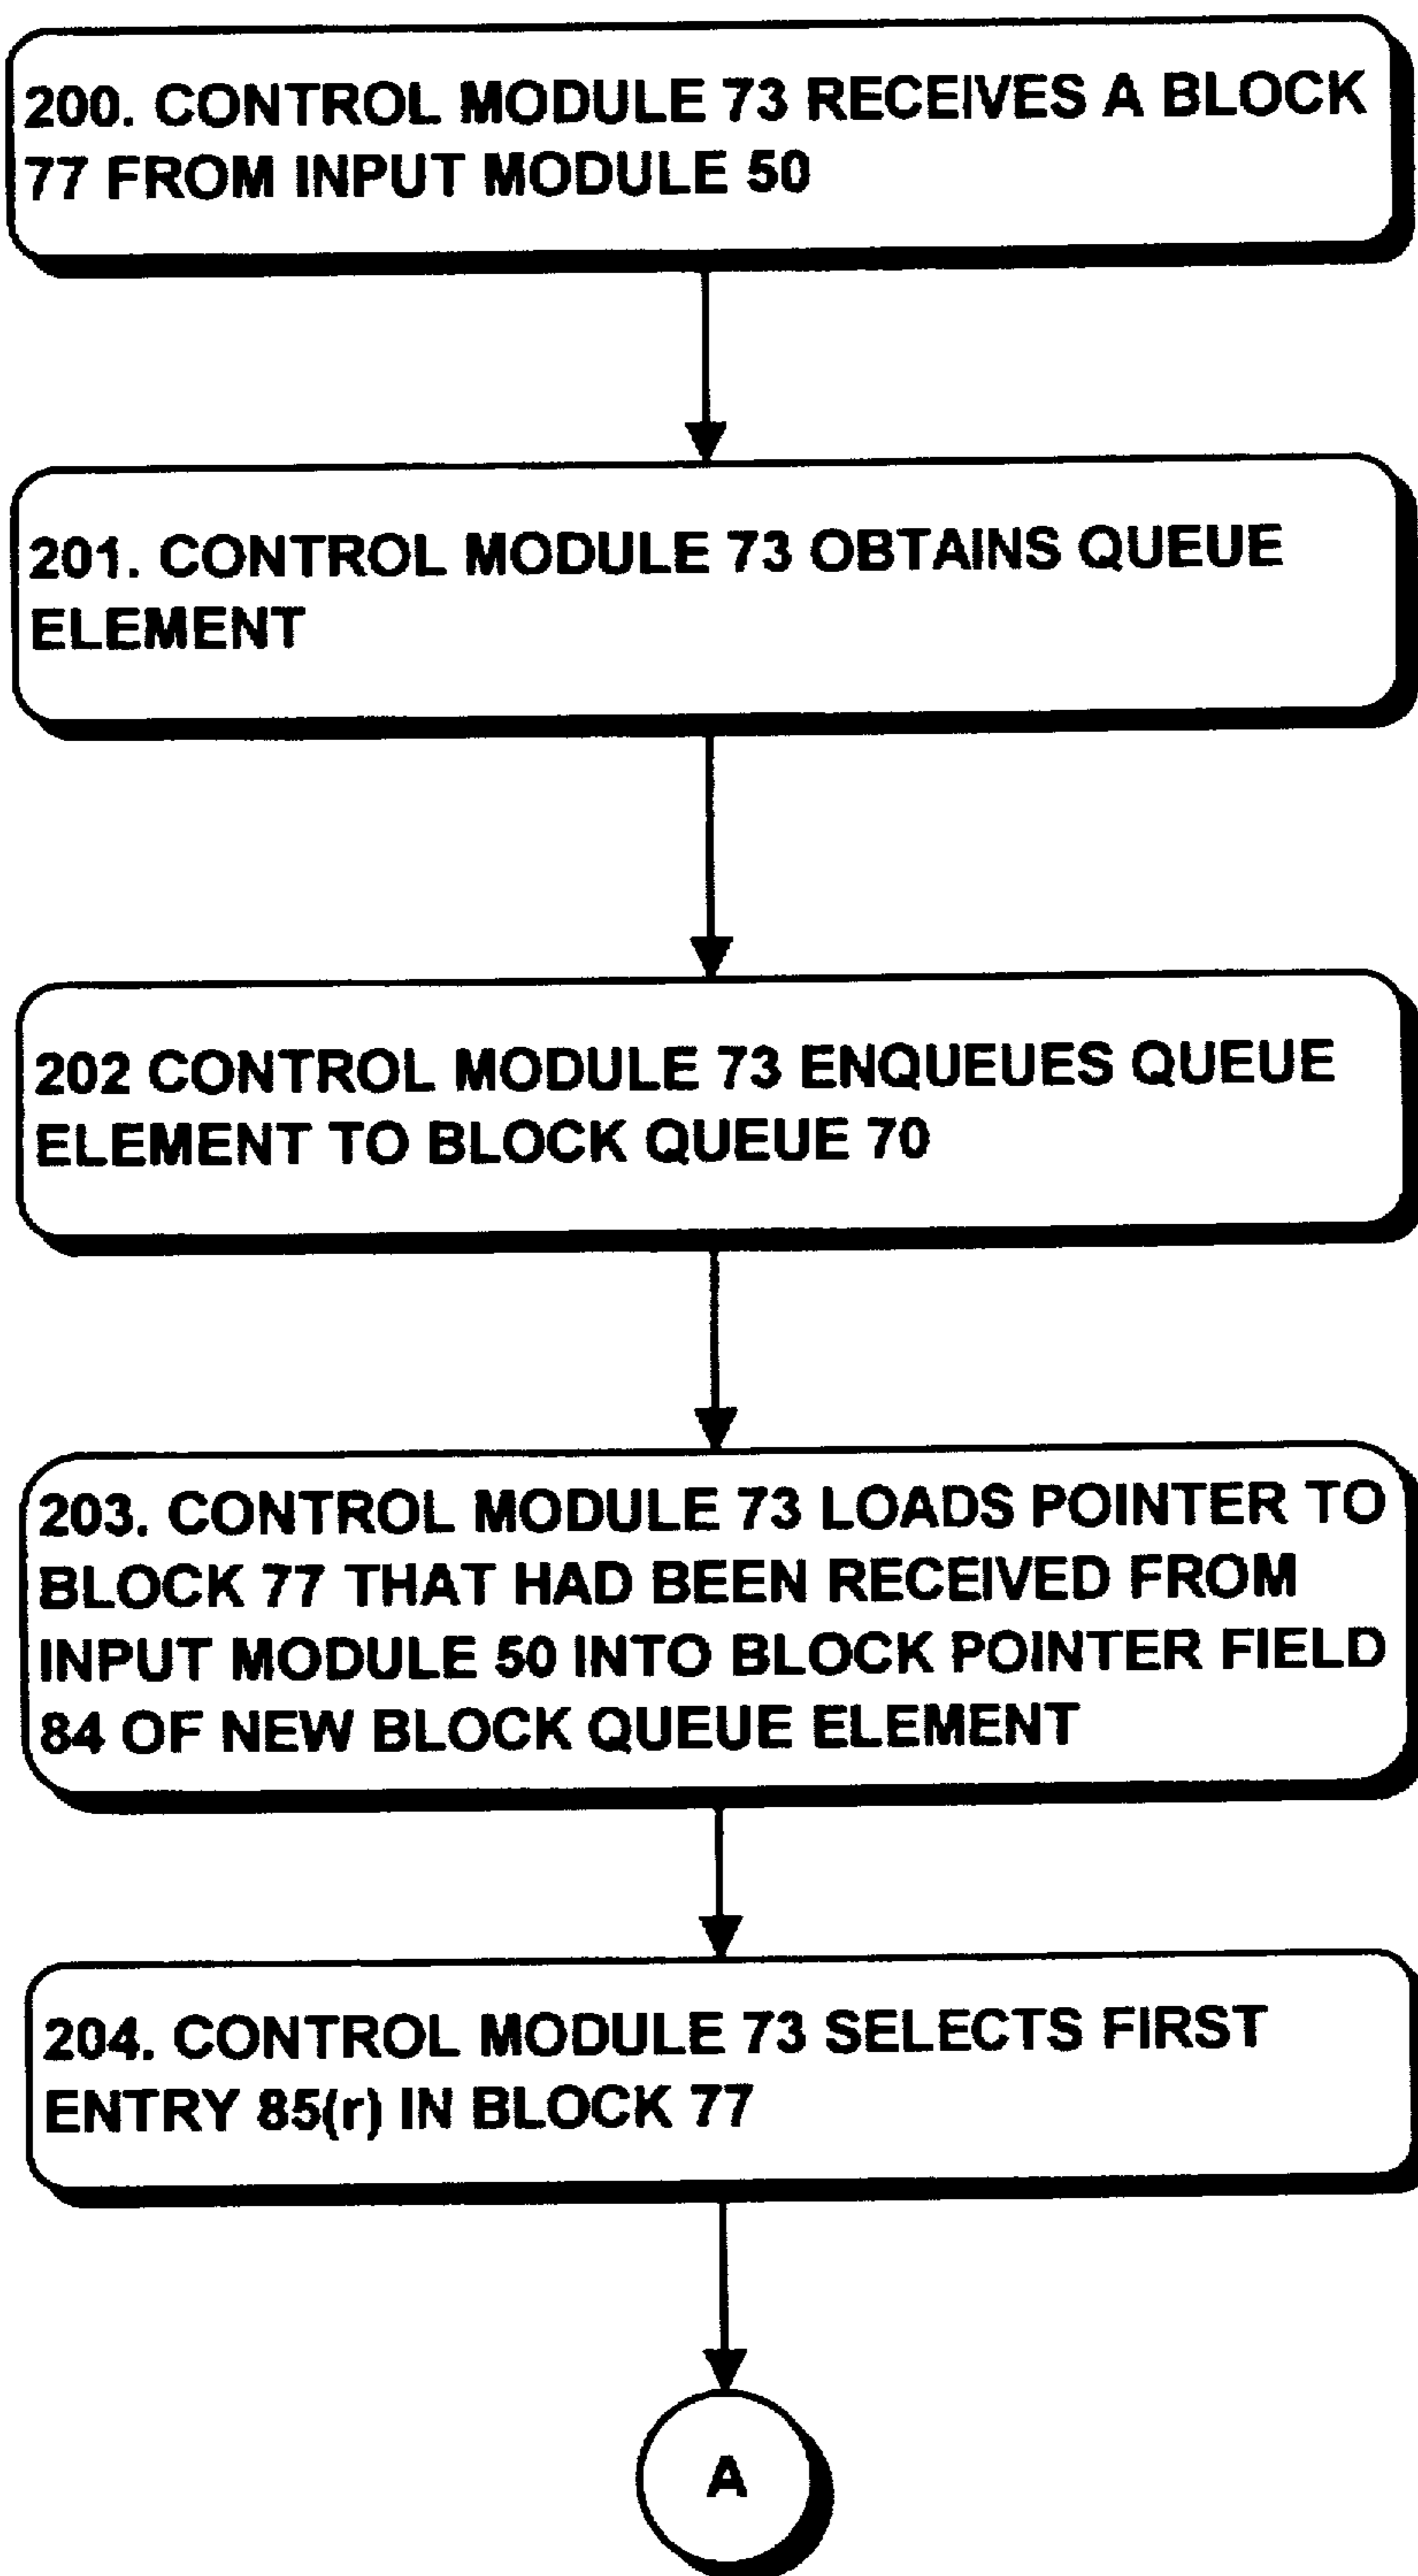 200. CONTROL MODULE 73 RECEIVES A BLOCK
77 FROM INPUT MODULE 50
201. CONTROL MODULE 73 OBTAINS QUEUE
ELEMENT
202 CONTROL MODULE 73 ENQUEUES QUEUE
ELEMENT TO BLOCK QUEUE 70
203. CONTROL MODULE 73 LOADS POINTER TO
BLOCK 77 THAT HAD BEEN RECEIVED FROM
INPUT MODULE 50 INTO BLOCK POINTER FIELD
84 OF NEW BLOCK QUEUE ELEMENT
204. CONTROL MODULE 73 SELECTS FIRST
ENTRY 85(r) IN BLOCK 77
A